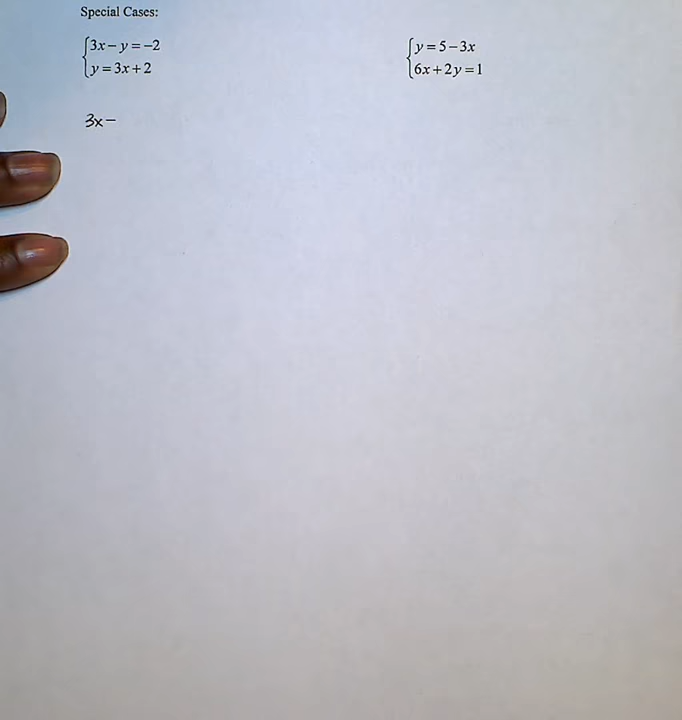 Special Cases:
3x − y = −2
y = 3x + 2
y = 5 − 3x
6x + 2y = 1
3x −